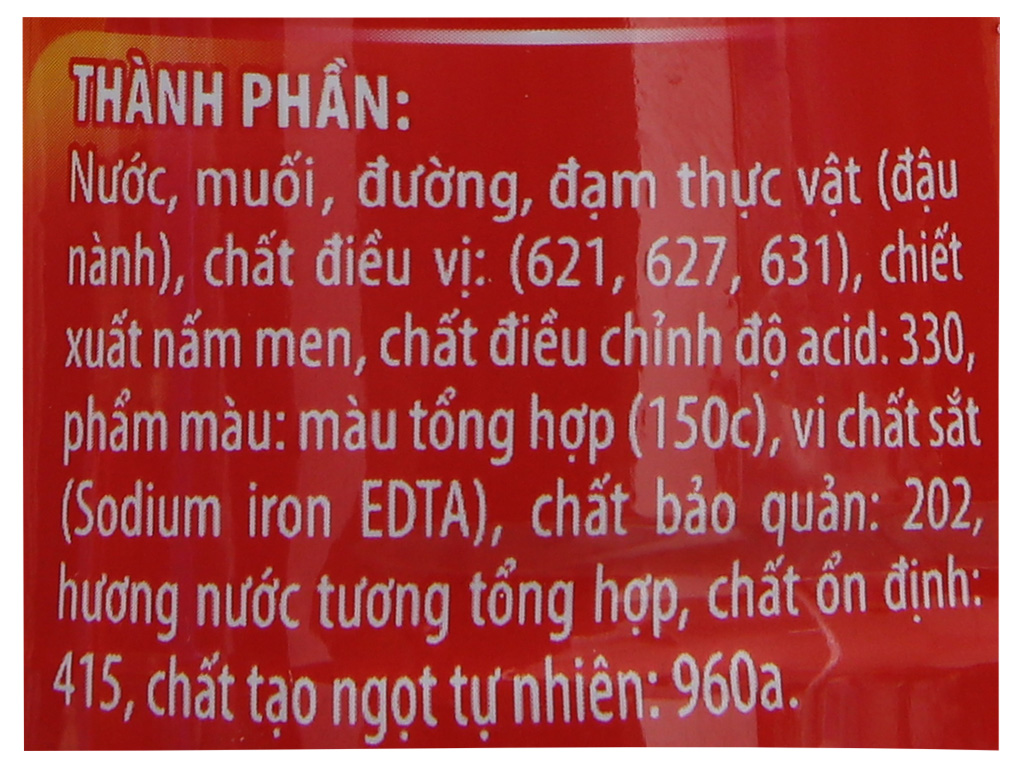 THÀNH PHẦN:
Nước, muối, đường, đạm thực vật (đậu
nành), chất điều vị: (621, 627, 631), chiết
xuất nấm men, chất điều chỉnh độ acid: 330,
phẩm màu: màu tổng hợp (150c), vi chất sắt
(Sodium iron EDTA), chất bảo quản: 202,
hương nước tương tổng hợp, chất ổn định:
415, chất tạo ngọt tự nhiên: 960a.